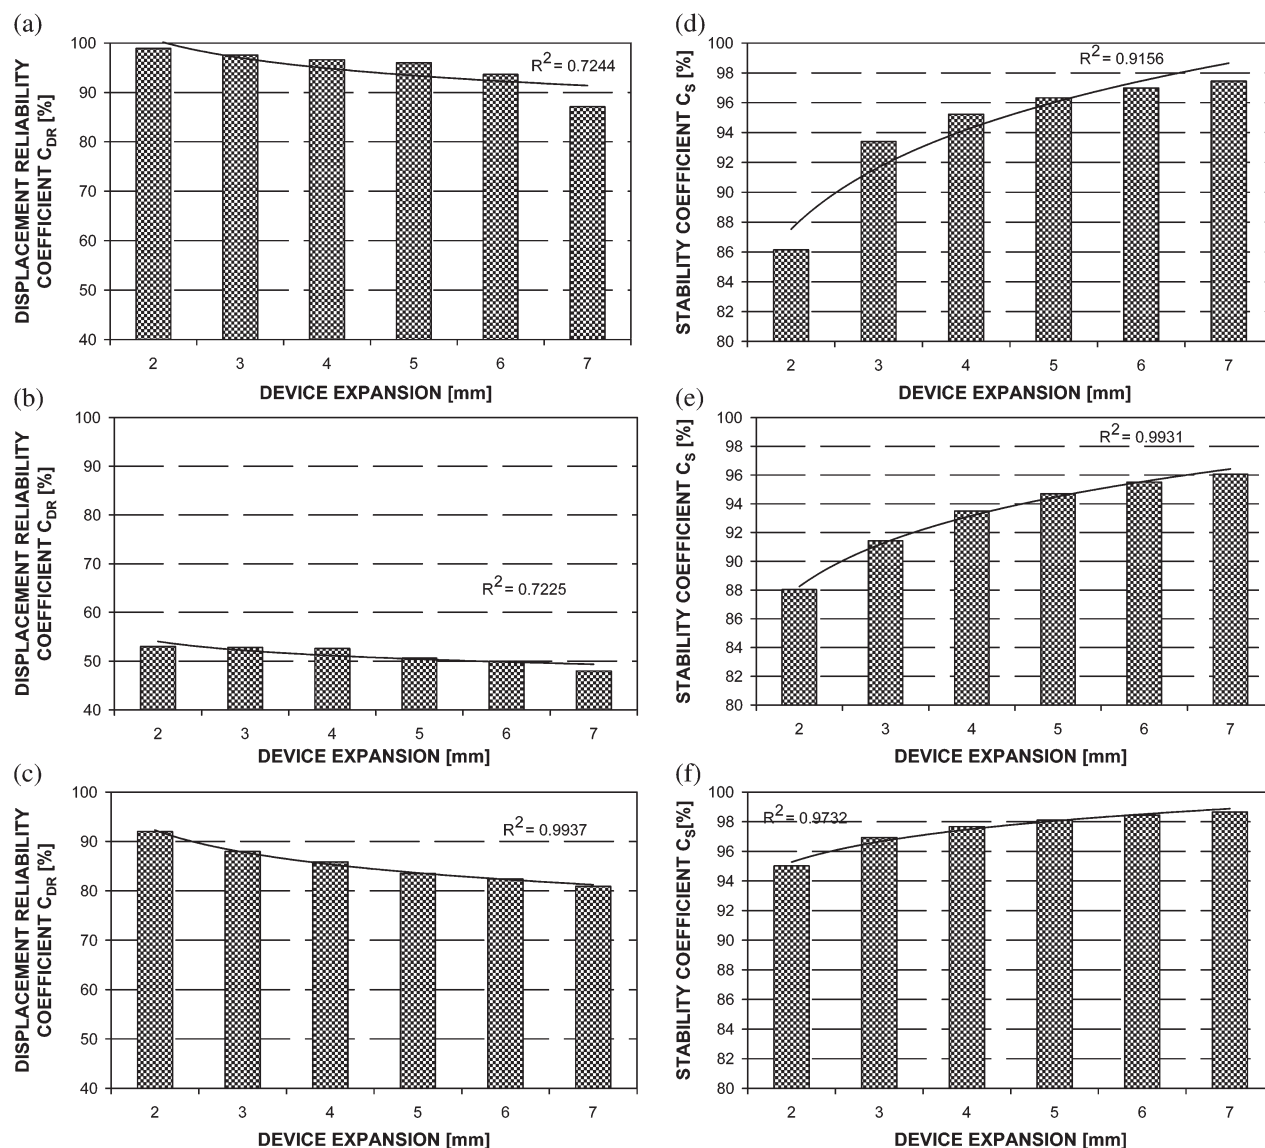 (a)
DISPLACEMENT RELIABILITY
COEFFICIENT C_DR [%]
100
90
80
70
60
50
40
R² = 0.7244
2 3 4 5 6 7
DEVICE EXPANSION [mm]
(b)
DISPLACEMENT RELIABILITY
COEFFICIENT C_DR [%]
100
90
80
70
60
50
40
R² = 0.7225
2 3 4 5 6 7
DEVICE EXPANSION [mm]
(c)
DISPLACEMENT RELIABILITY
COEFFICIENT C_DR [%]
100
90
80
70
60
50
40
R² = 0.9937
2 3 4 5 6 7
DEVICE EXPANSION [mm]
(d)
STABILITY COEFFICIENT C_S [%]
100
98
96
94
92
90
88
86
84
82
80
R² = 0.9156
2 3 4 5 6 7
DEVICE EXPANSION [mm]
(e)
STABILITY COEFFICIENT C_S [%]
100
98
96
94
92
90
88
86
84
82
80
R² = 0.9931
2 3 4 5 6 7
DEVICE EXPANSION [mm]
(f)
STABILITY COEFFICIENT C_S[%]
100
98
96
94
92
90
88
86
84
82
80
R² = 0.9732
2 3 4 5 6 7
DEVICE EXPANSION [mm]